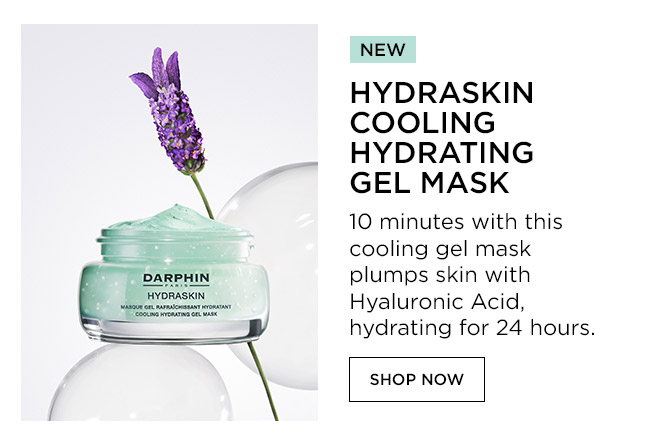 NEW
HYDRASKIN
COOLING
HYDRATING
GEL MASK
10 minutes with this
cooling gel mask
plumps skin with
Hyaluronic Acid,
hydrating for 24 hours.
SHOP NOW
DARPHIN
PARIS
HYDRASKIN
MASQUE GEL RAFRAÎCHISSANT HYDRATANT
COOLING HYDRATING GEL MASK